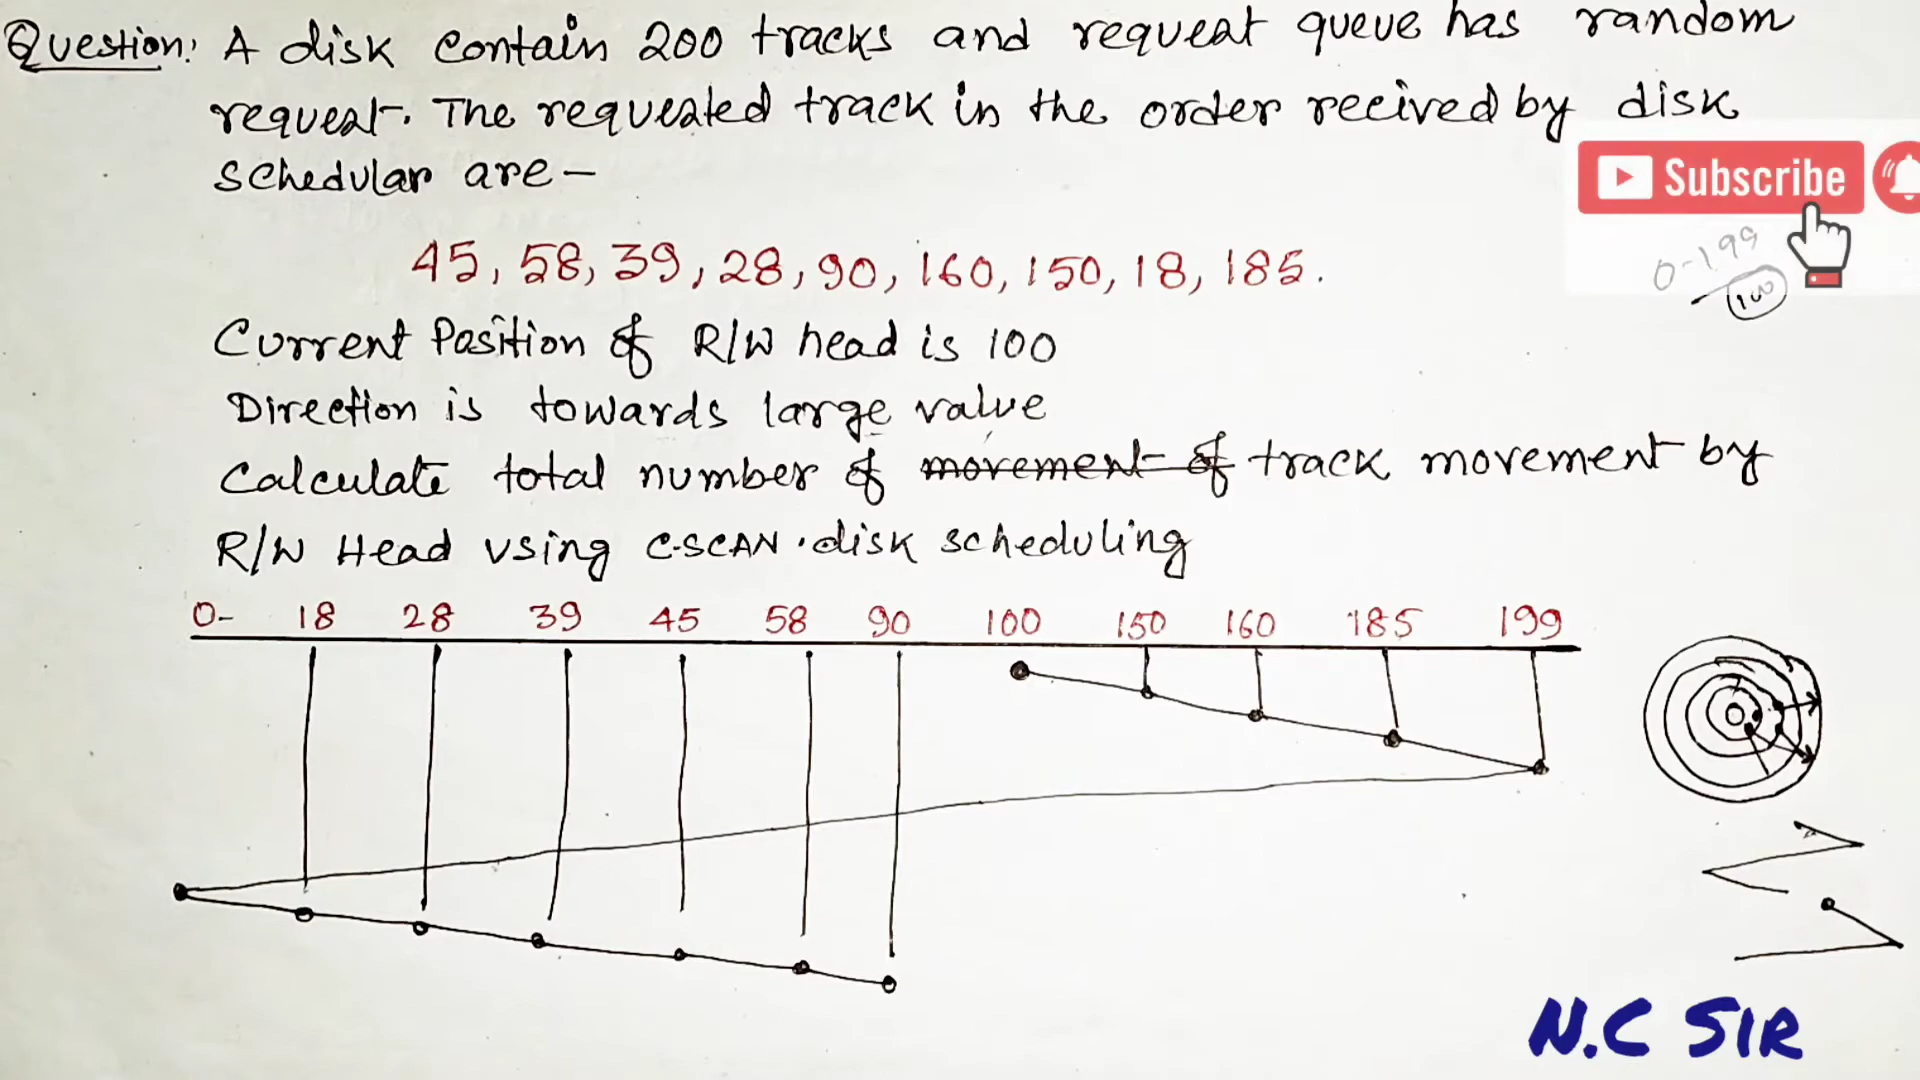 Question: A disk contain 200 tracks and request queue has random
request. The requested track in the order recived by disk
schedular are -
Subscribe
0-199
100
45, 58, 39, 28, 90, 160, 150, 18, 185.
Current Position of R/W head is 100
Direction is towards large value
Calculate total number of movement of track movement by
R/W Head using C-SCAN disk scheduling
0- 18 28 39 45 58 90 100 150 160 185 199
N.C SIR